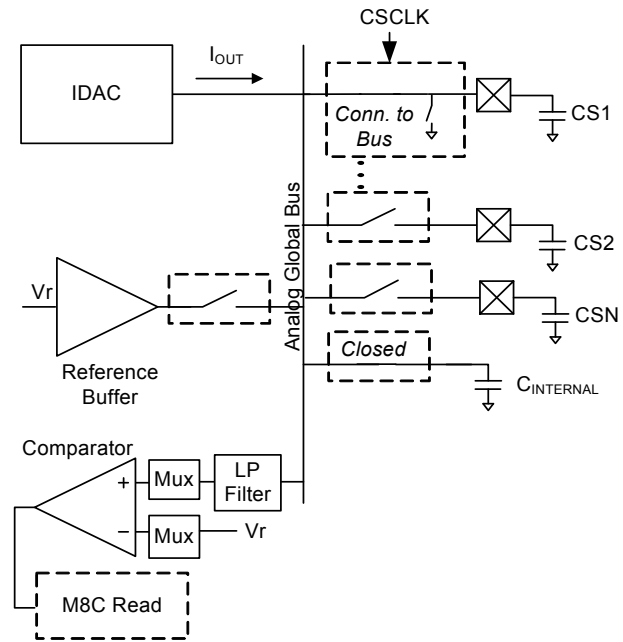 CSCLK
IOUT
IDAC
Conn. to
Bus
CS1
Analog Global Bus
CS2
Vr
CSN
Reference
Buffer
Closed
CINTERNAL
Comparator
+
Mux
LP
Filter
−
Mux
Vr
M8C Read